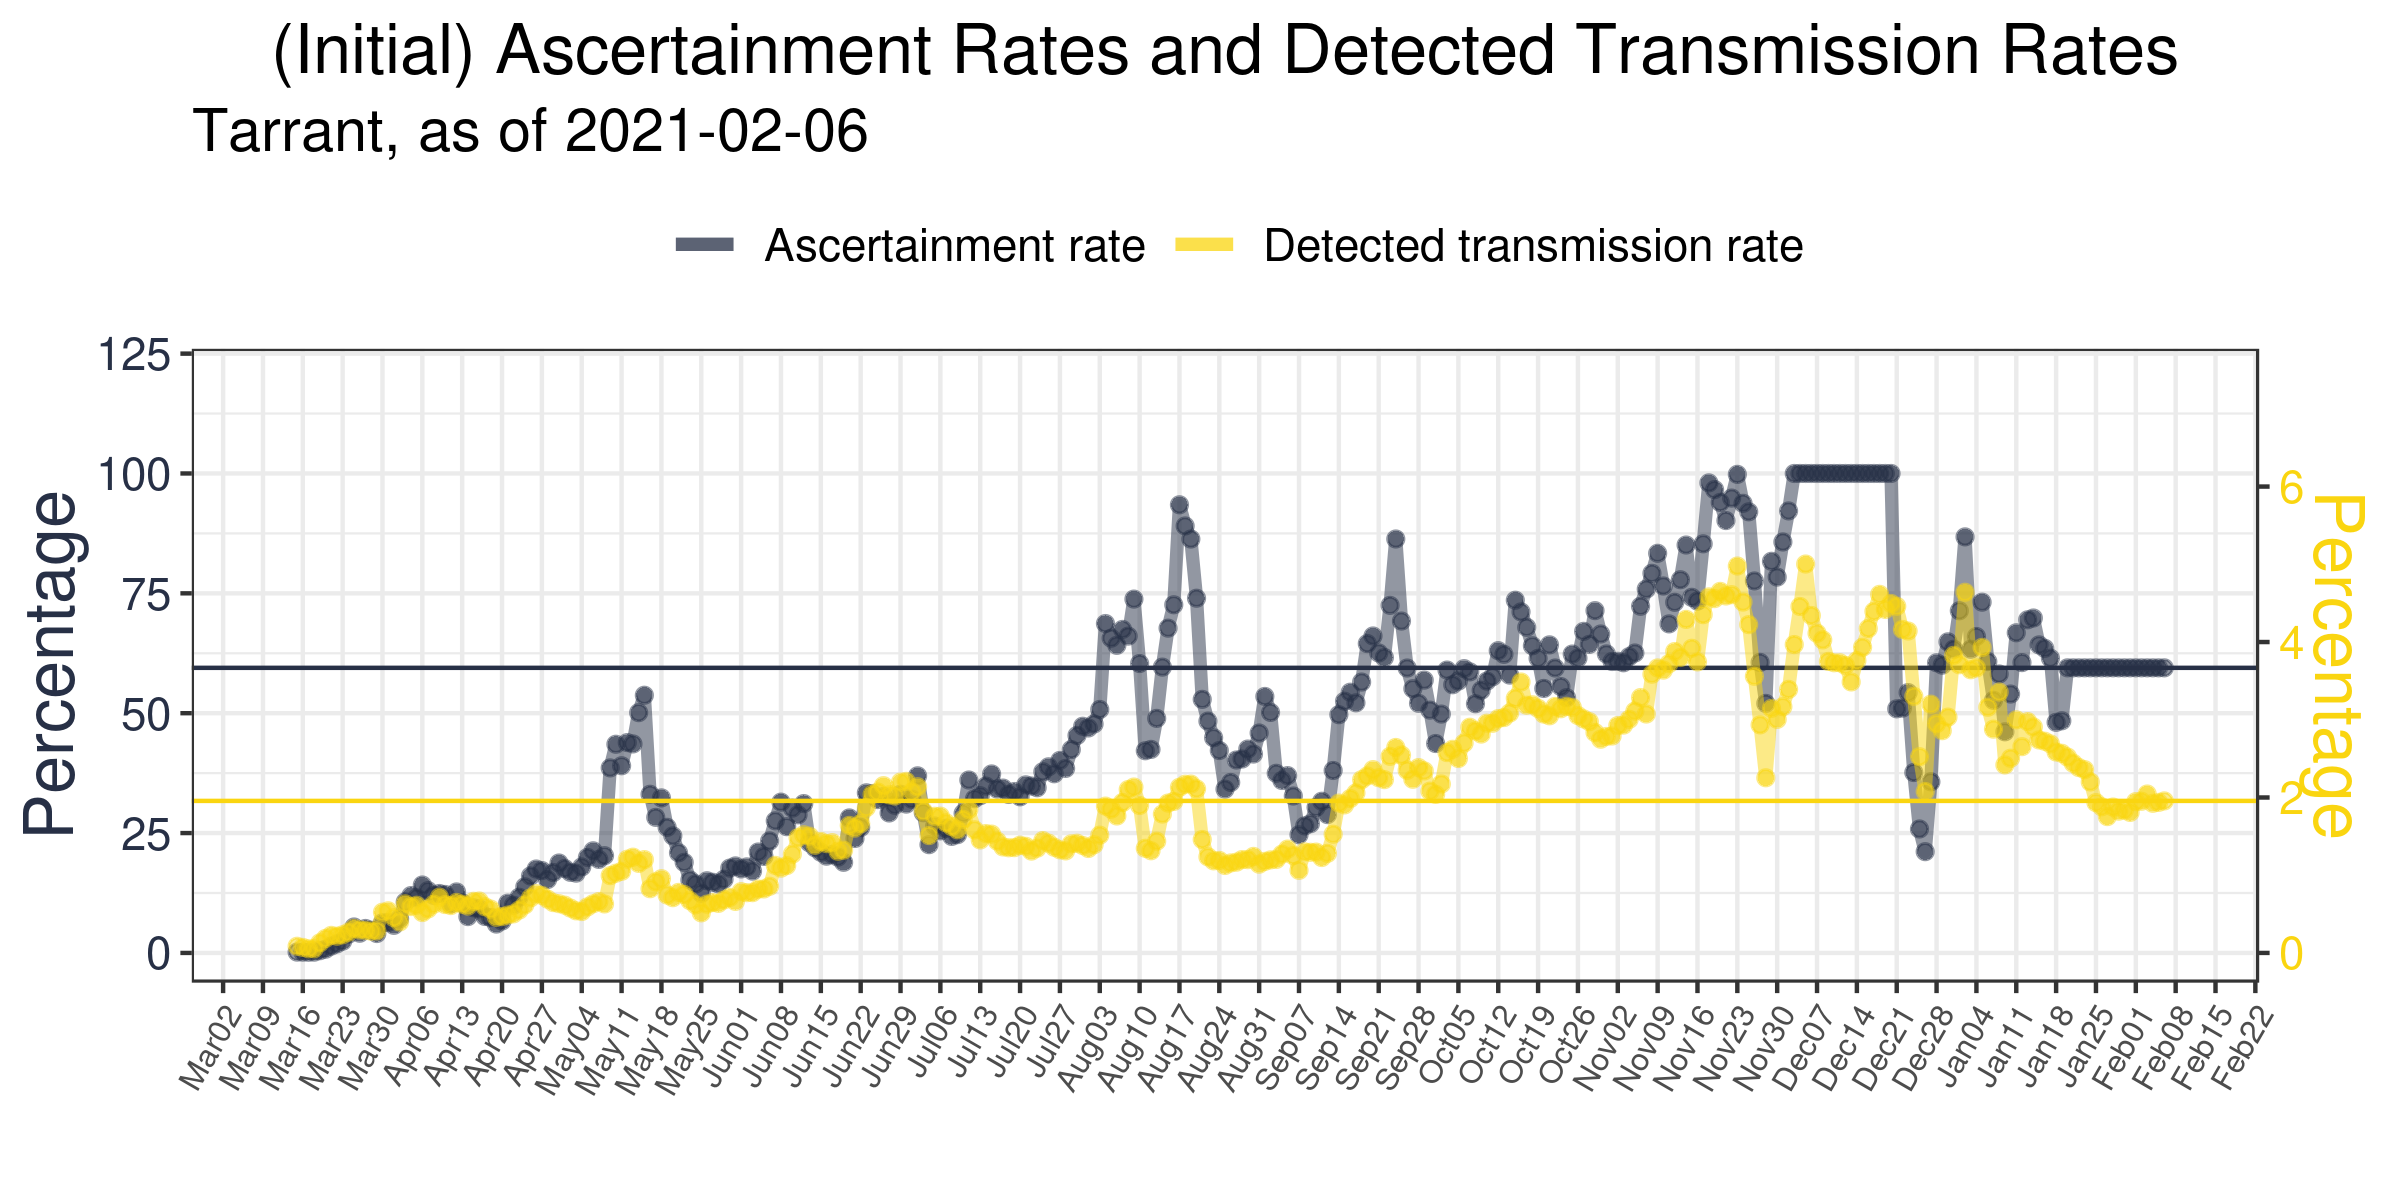 (Initial) Ascertainment Rates and Detected Transmission Rates
Tarrant, as of 2021-02-06
Ascertainment rate
Detected transmission rate
125
100
75
50
25
0
Percentage
6
4
2
0
Percentage
Mar02
Mar09
Mar16
Mar23
Mar30
Apr06
Apr13
Apr20
Apr27
May04
May11
May18
May25
Jun01
Jun08
Jun15
Jun22
Jun29
Jul06
Jul13
Jul20
Jul27
Aug03
Aug10
Aug17
Aug24
Aug31
Sep07
Sep14
Sep21
Sep28
Oct05
Oct12
Oct19
Oct26
Nov02
Nov09
Nov16
Nov23
Nov30
Dec07
Dec14
Dec21
Dec28
Jan04
Jan11
Jan18
Jan25
Feb01
Feb08
Feb15
Feb22